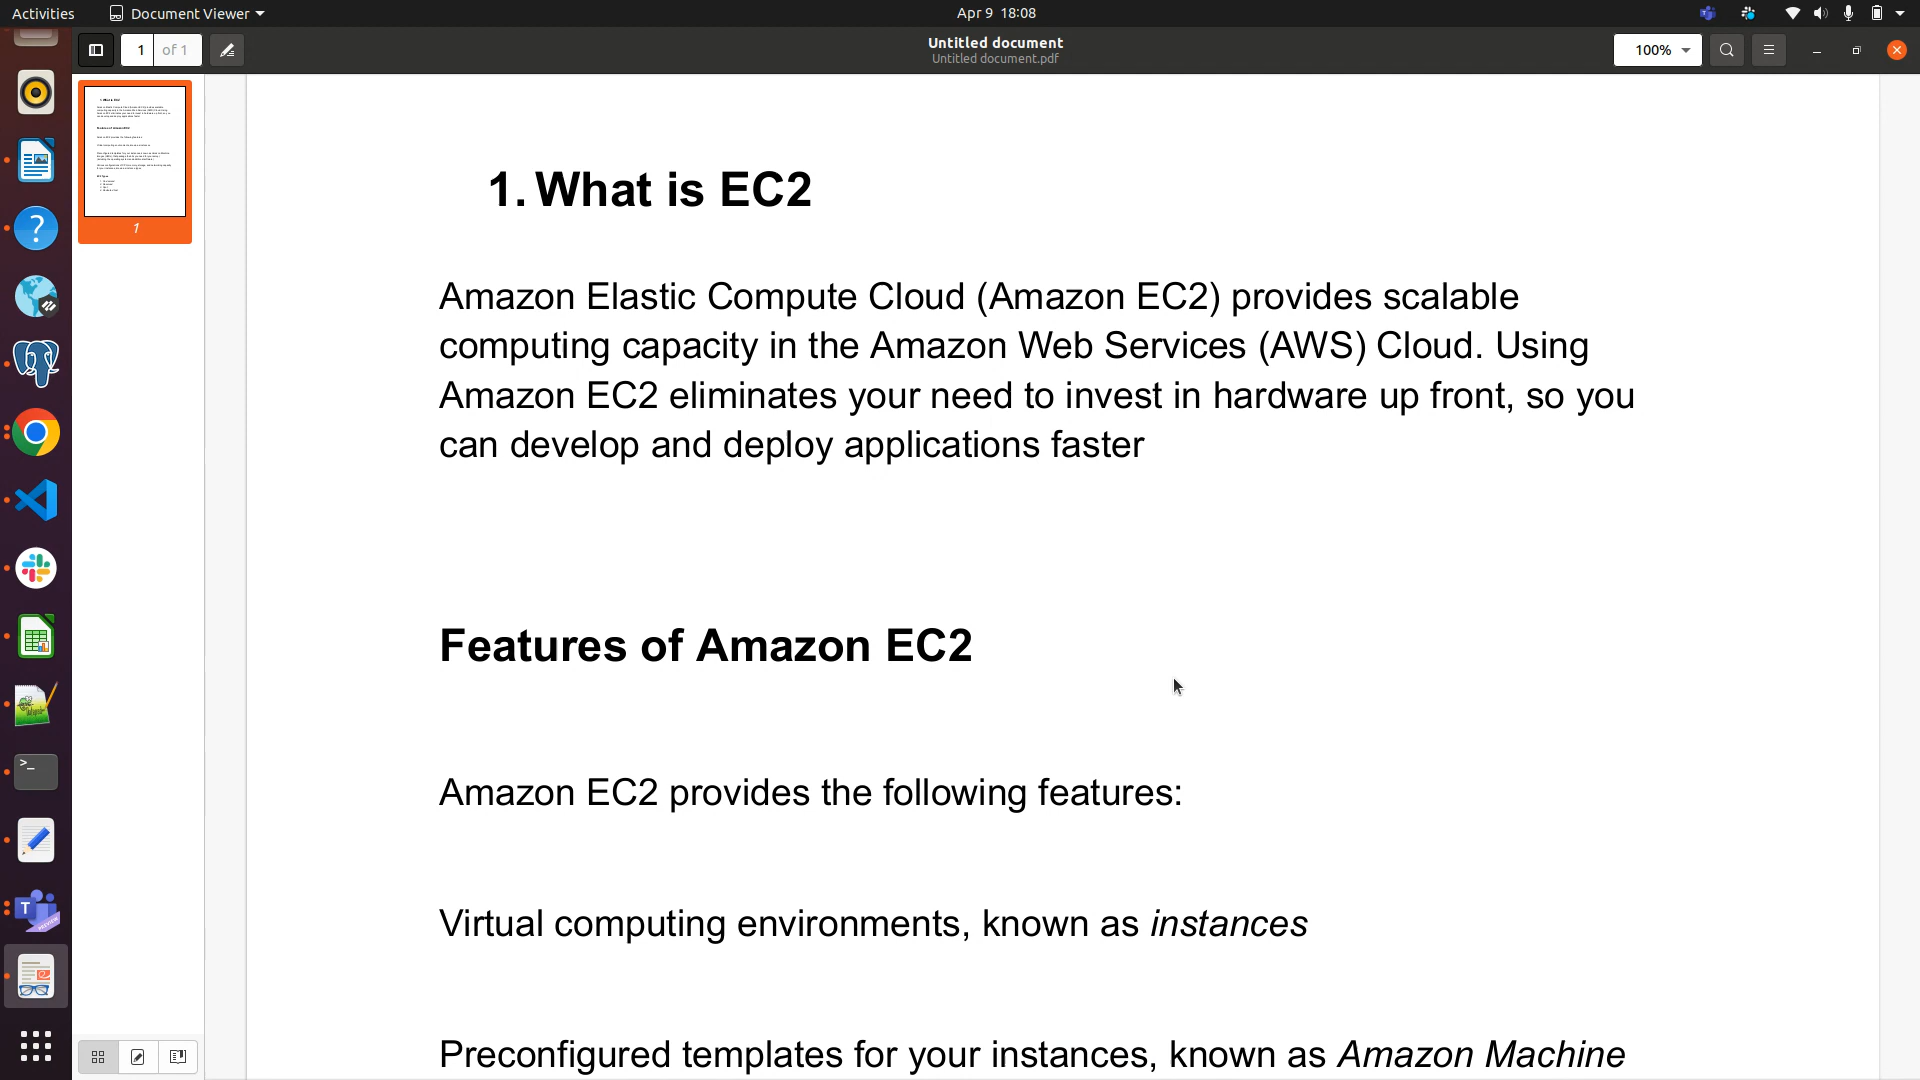 Activities
Document Viewer
Apr 9 18:08
1 of 1
Untitled document
Untitled document.pdf
100%
1
1. What is EC2
Amazon Elastic Compute Cloud (Amazon EC2) provides scalable
computing capacity in the Amazon Web Services (AWS) Cloud. Using
Amazon EC2 eliminates your need to invest in hardware up front, so you
can develop and deploy applications faster
Features of Amazon EC2
Amazon EC2 provides the following features:
Virtual computing environments, known as instances
Preconfigured templates for your instances, known as Amazon Machine